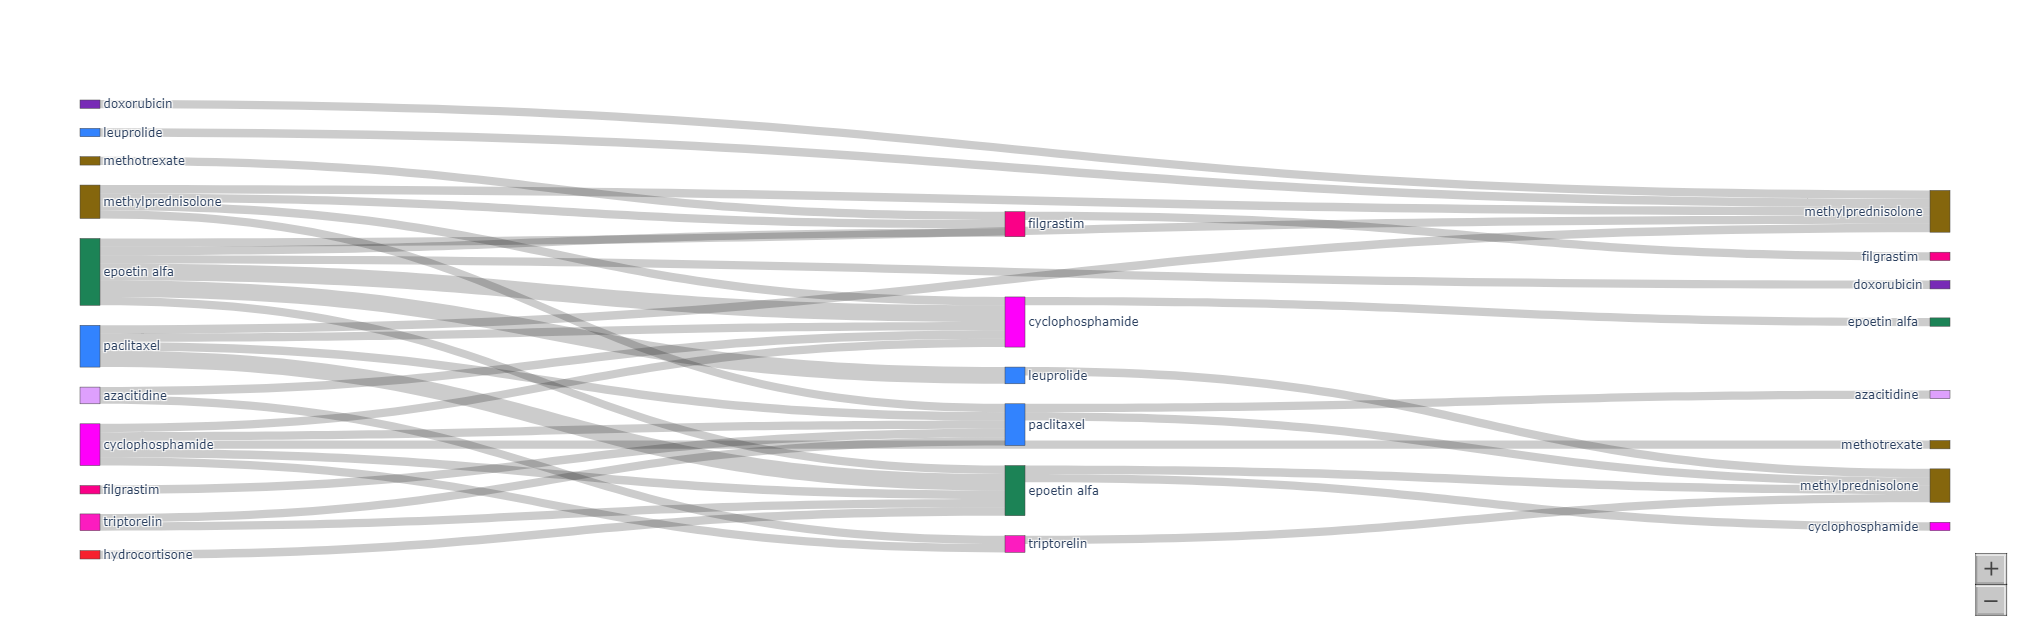 doxorubicin
leuprolide
methotrexate
methylprednisolone
epoetin alfa
paclitaxel
azacitidine
cyclophosphamide
filgrastim
triptorelin
hydrocortisone
filgrastim
cyclophosphamide
leuprolide
paclitaxel
epoetin alfa
triptorelin
methylprednisolone
filgrastim
doxorubicin
epoetin alfa
azacitidine
methotrexate
methylprednisolone
cyclophosphamide
+
−